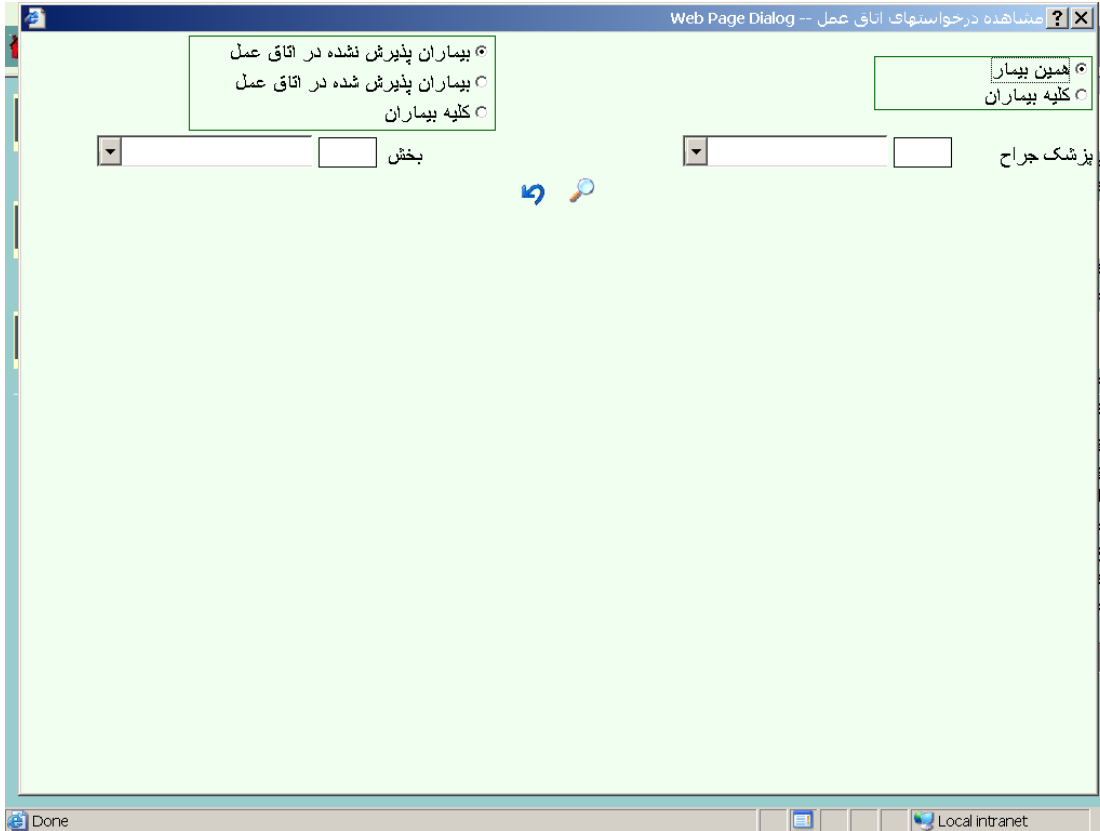 مشاهده درخواستهای اتاق عمل -- Web Page Dialog
همین بیمار
کلیه بیماران
بیماران پذیرش نشده در اتاق عمل
بیماران پذیرش شده در اتاق عمل
کلیه بیماران
پزشک جراح
بخش
Done
Local intranet